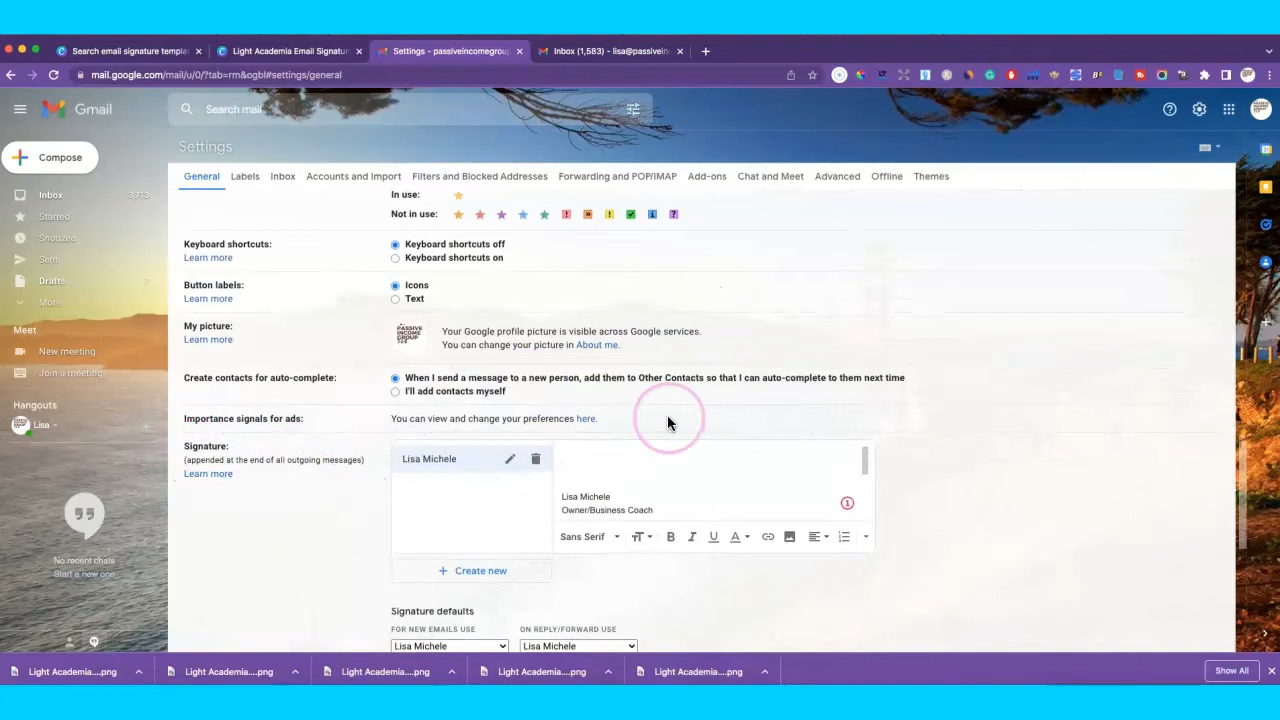 Search email signature templa
Light Academia Email Signatur
Settings - passiveincomegroup
Inbox (1,583) - lisa@passivein
mail.google.com/mail/u/0/?tab=rm&ogbl#settings/general
Gmail
Search mail
Compose
Settings
General Labels Inbox Accounts and Import Filters and Blocked Addresses Forwarding and POP/IMAP Add-ons Chat and Meet Advanced Offline Themes
Inbox 3,713
Starred
Snoozed
Sent
Drafts
More
Meet
New meeting
Join a meeting
Hangouts
Lisa
No recent chats
Start a new one
In use:
Not in use:
Keyboard shortcuts:
Learn more
Keyboard shortcuts off
Keyboard shortcuts on
Button labels:
Learn more
Icons
Text
My picture:
Learn more
PASSIVE
INCOME
GROUP
Your Google profile picture is visible across Google services.
You can change your picture in About me.
Create contacts for auto-complete:
When I send a message to a new person, add them to Other Contacts so that I can auto-complete to them next time
I'll add contacts myself
Importance signals for ads:
You can view and change your preferences here.
Signature:
(appended at the end of all outgoing messages)
Learn more
Lisa Michele
Lisa Michele
Owner/Business Coach
1
Sans Serif
Create new
Signature defaults
FOR NEW EMAILS USE ON REPLY/FORWARD USE
Lisa Michele Lisa Michele
Light Academia....png
Light Academia....png
Light Academia....png
Light Academia....png
Light Academia....png
Show All